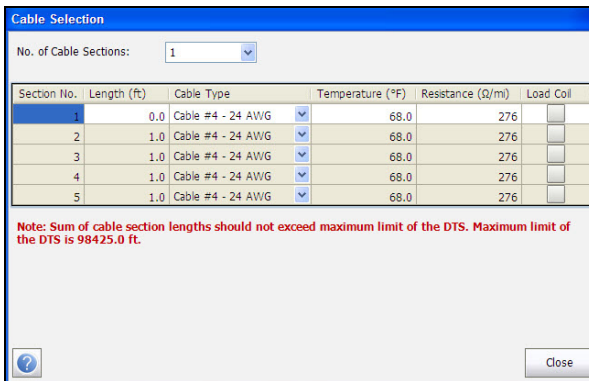 Cable Selection
No. of Cable Sections: 1
Section No. Length (ft) Cable Type Temperature (°F) Resistance (Ω/mi) Load Coil
1 0.0 Cable #4 - 24 AWG 68.0 276
2 1.0 Cable #4 - 24 AWG 68.0 276
3 1.0 Cable #4 - 24 AWG 68.0 276
4 1.0 Cable #4 - 24 AWG 68.0 276
5 1.0 Cable #4 - 24 AWG 68.0 276
Note: Sum of cable section lengths should not exceed maximum limit of the DTS. Maximum limit of
the DTS is 98425.0 ft.
? Close